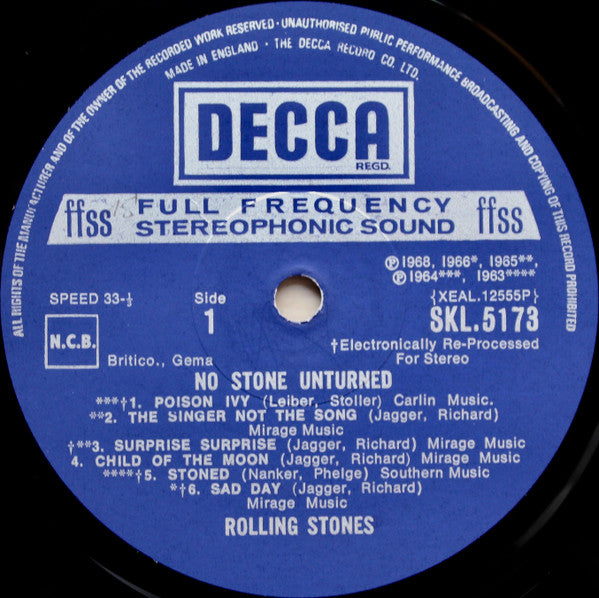 ALL RIGHTS OF THE MANUFACTURER AND OF THE OWNER OF THE RECORDED WORK RESERVED · UNAUTHORISED PUBLIC PERFORMANCE BROADCASTING AND COPYING OF THIS RECORD PROHIBITED
MADE IN ENGLAND · THE DECCA RECORD CO. LTD.
DECCA
REGD.
ffss FULL FREQUENCY STEREOPHONIC SOUND ffss
℗1968, 1966*, 1965**,
℗1964***, 1963****
SPEED 33-⅓ Side 1 {XEAL.12555P}
SKL.5173
N.C.B.
†Electronically Re-Processed
For Stereo
Britico., Gema
NO STONE UNTURNED
***†1. POISON IVY (Leiber, Stoller) Carlin Music.
**2. THE SINGER NOT THE SONG (Jagger, Richard)
Mirage Music
†**3. SURPRISE SURPRISE (Jagger, Richard) Mirage Music
4. CHILD OF THE MOON (Jagger, Richard) Mirage Music
****†5. STONED (Nanker, Phelge) Southern Music
*†6. SAD DAY (Jagger, Richard)
Mirage Music
ROLLING STONES